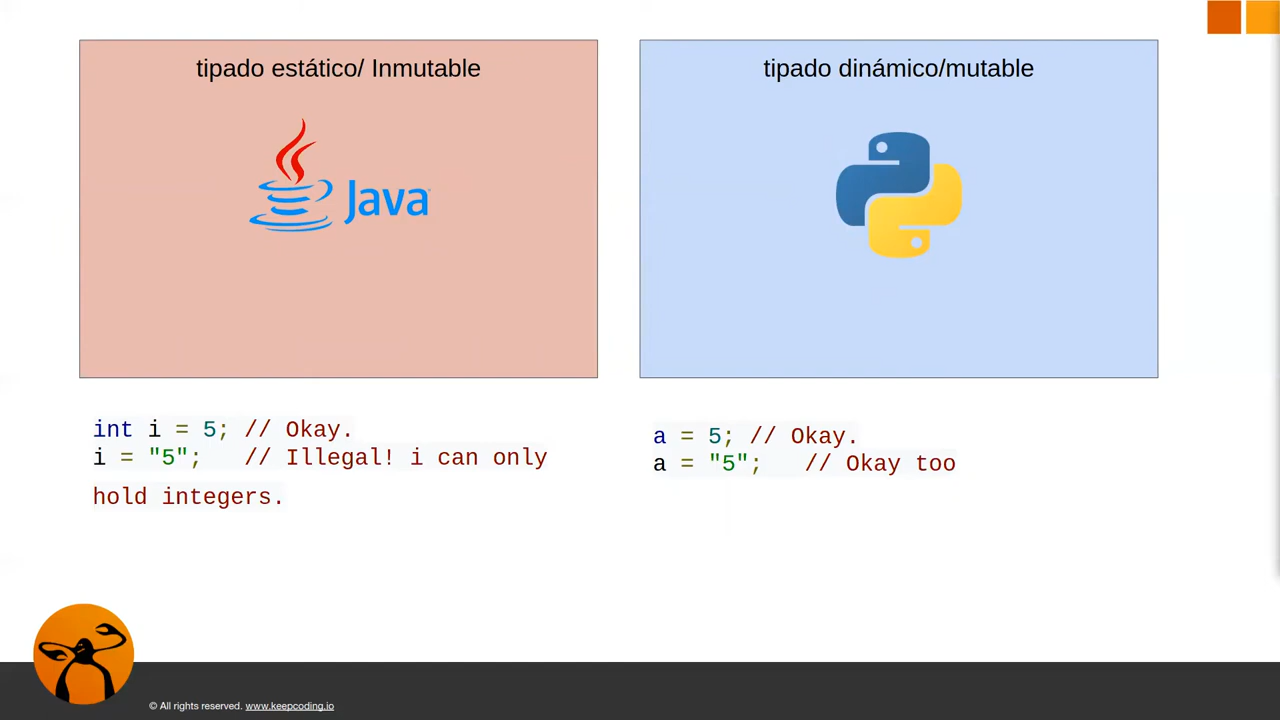 tipado estático/ Inmutable
Java
int i = 5; // Okay.
i = "5";   // Illegal! i can only
hold integers.
tipado dinámico/mutable
a = 5; // Okay.
a = "5";   // Okay too
© All rights reserved. www.keepcoding.io